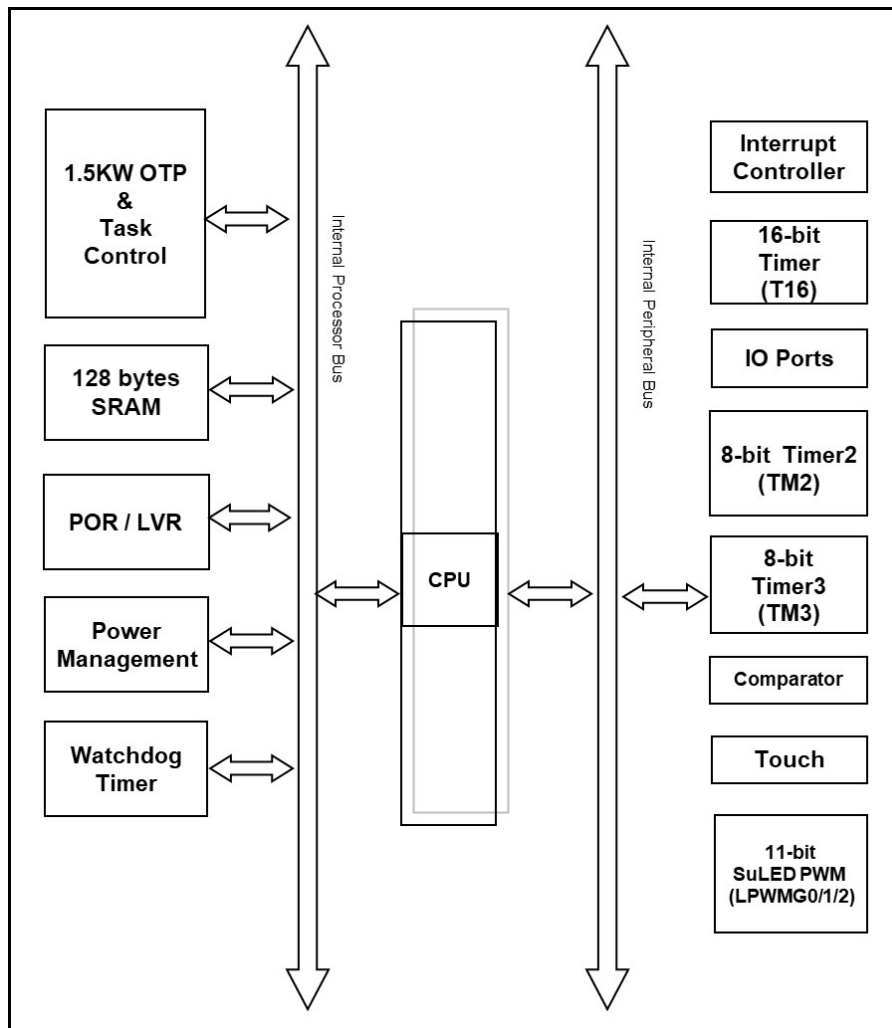 1.5KW OTP
&
Task
Control
128 bytes
SRAM
POR / LVR
Power
Management
Watchdog
Timer
Internal Processor Bus
CPU
Internal Peripheral Bus
Interrupt
Controller
16-bit
Timer
(T16)
IO Ports
8-bit Timer2
(TM2)
8-bit
Timer3
(TM3)
Comparator
Touch
11-bit
SuLED PWM
(LPWMG0/1/2)